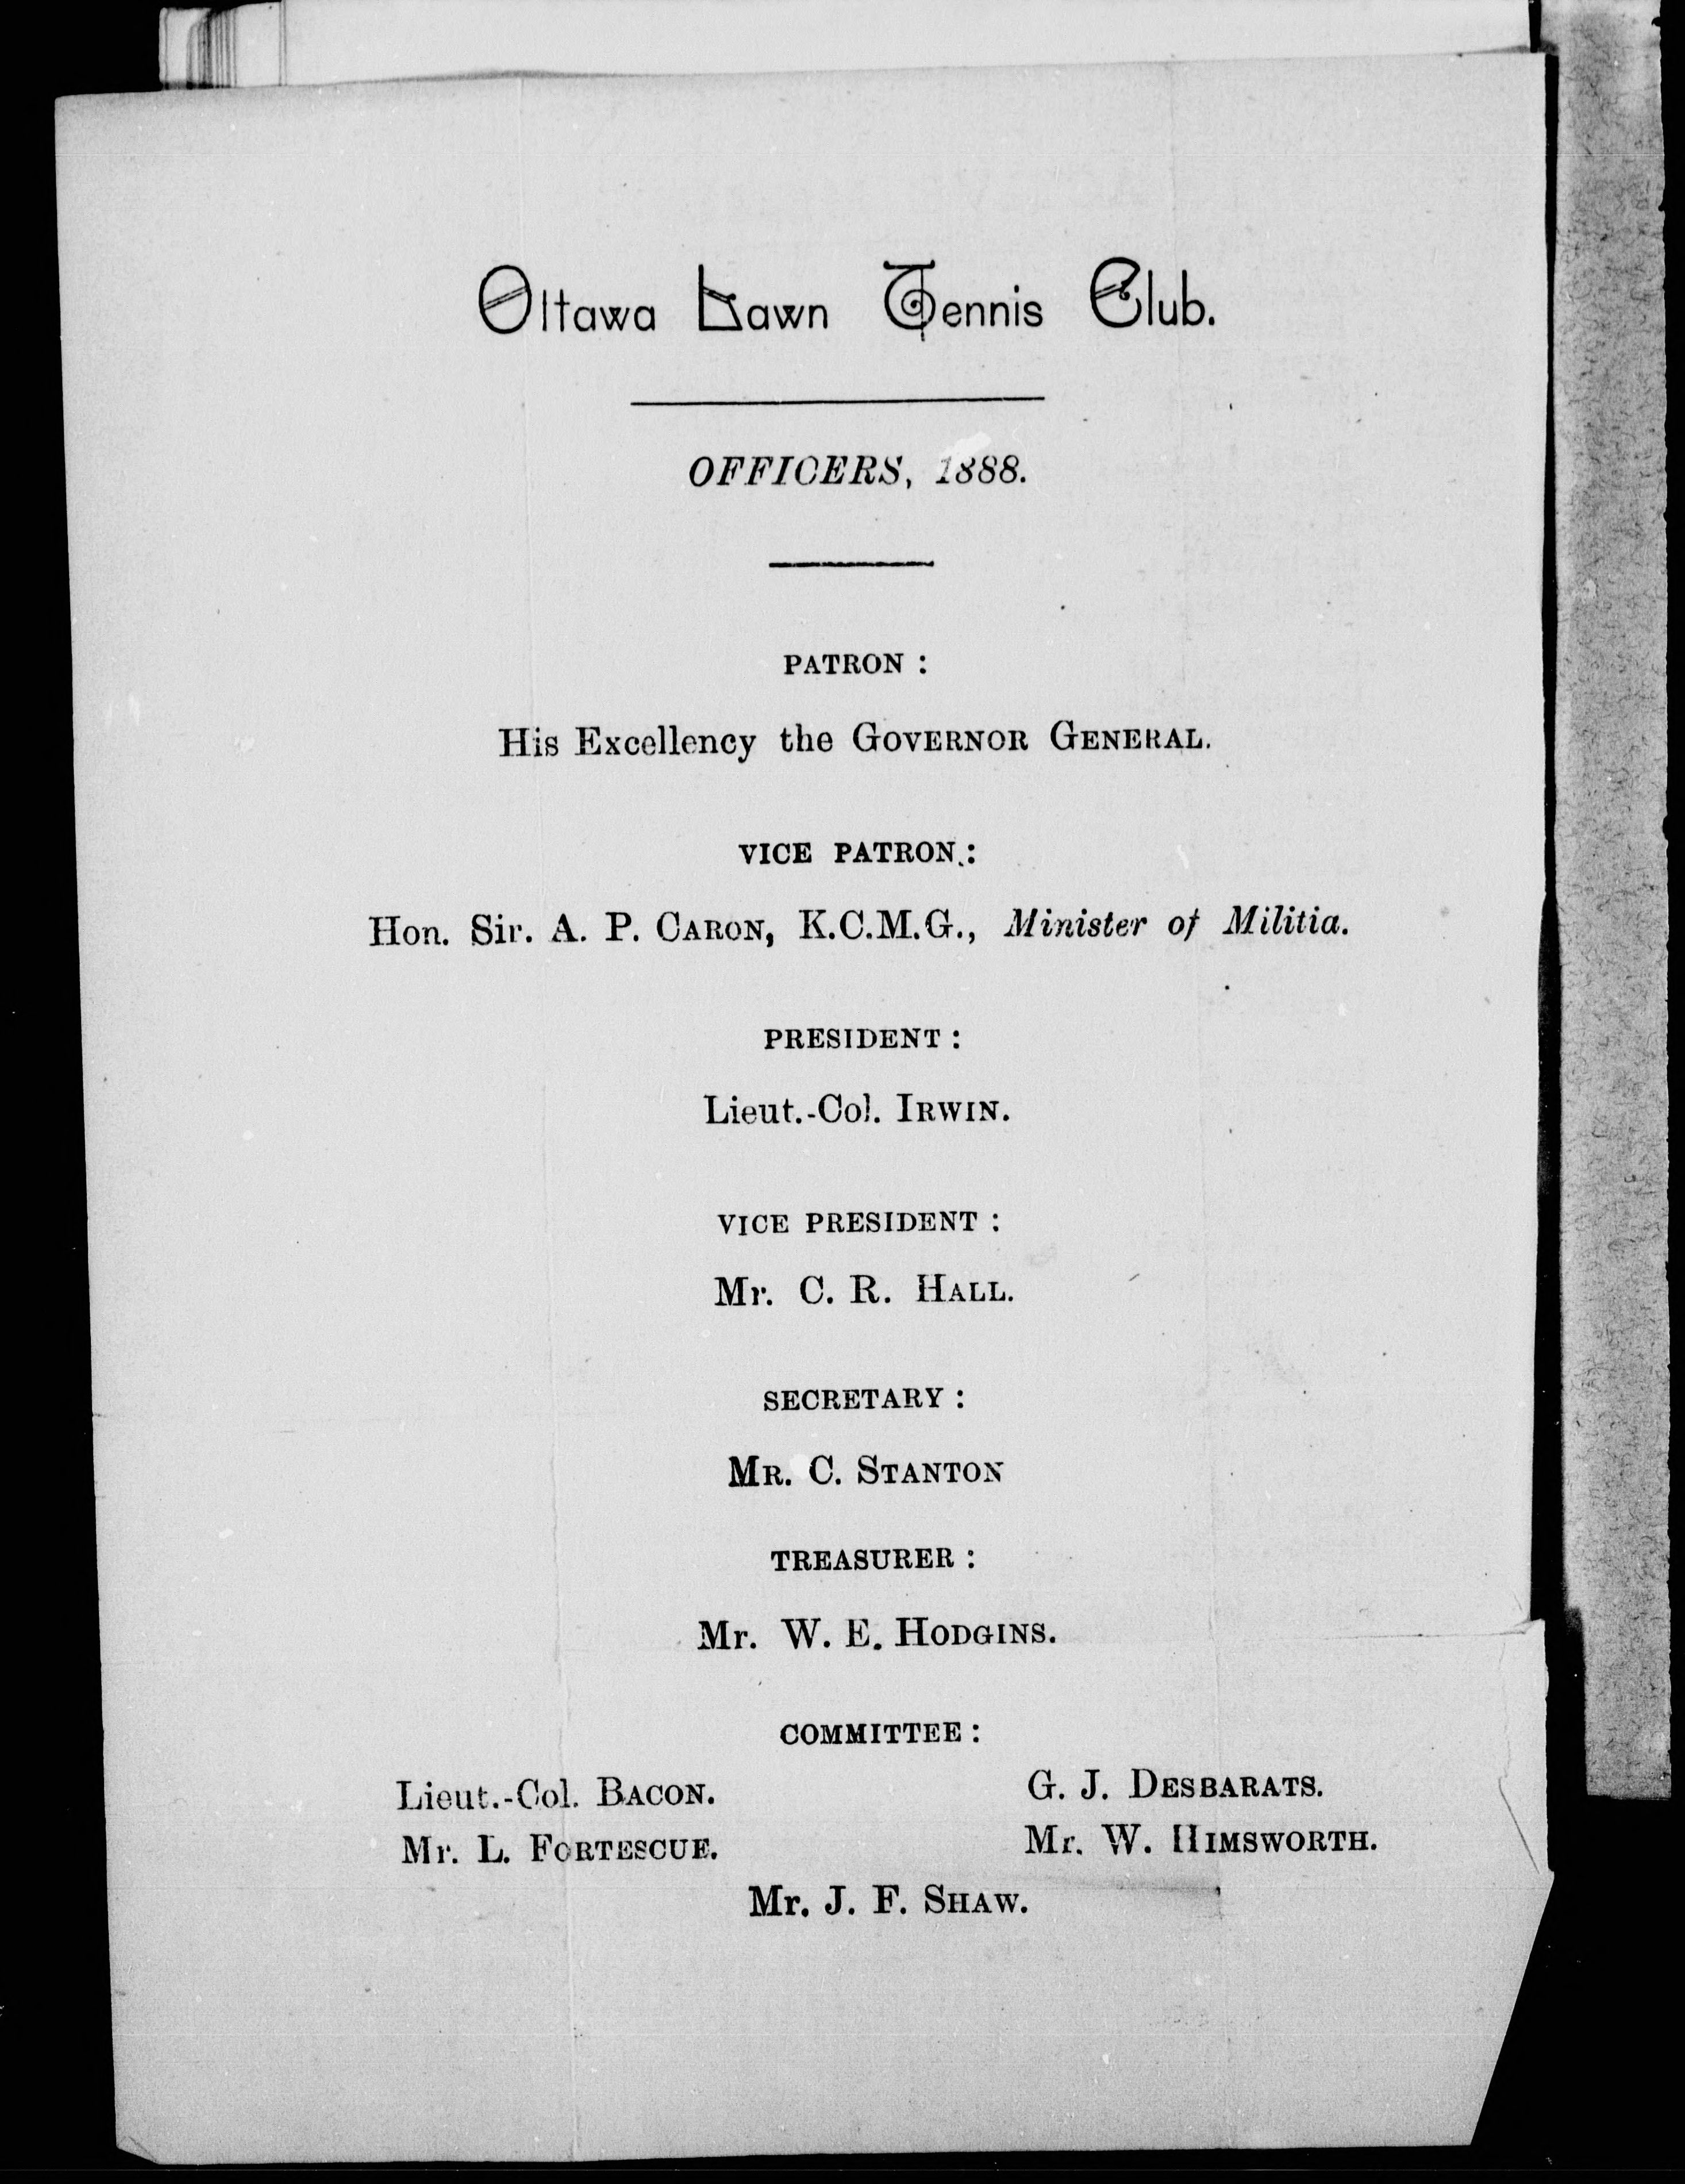 Ottawa Lawn Tennis Club.
OFFICERS, 1888.
PATRON :
His Excellency the GOVERNOR GENERAL.
VICE PATRON :
Hon. Sir. A. P. CARON, K.C.M.G., Minister of Militia.
PRESIDENT :
Lieut.-Col. IRWIN.
VICE PRESIDENT :
Mr. C. R. HALL.
SECRETARY :
MR. C. STANTON
TREASURER :
Mr. W. E. HODGINS.
COMMITTEE :
Lieut.-Col. BACON. G. J. DESBARATS.
Mr. L. FORTESCUE. Mr. W. HIMSWORTH.
Mr. J. F. SHAW.